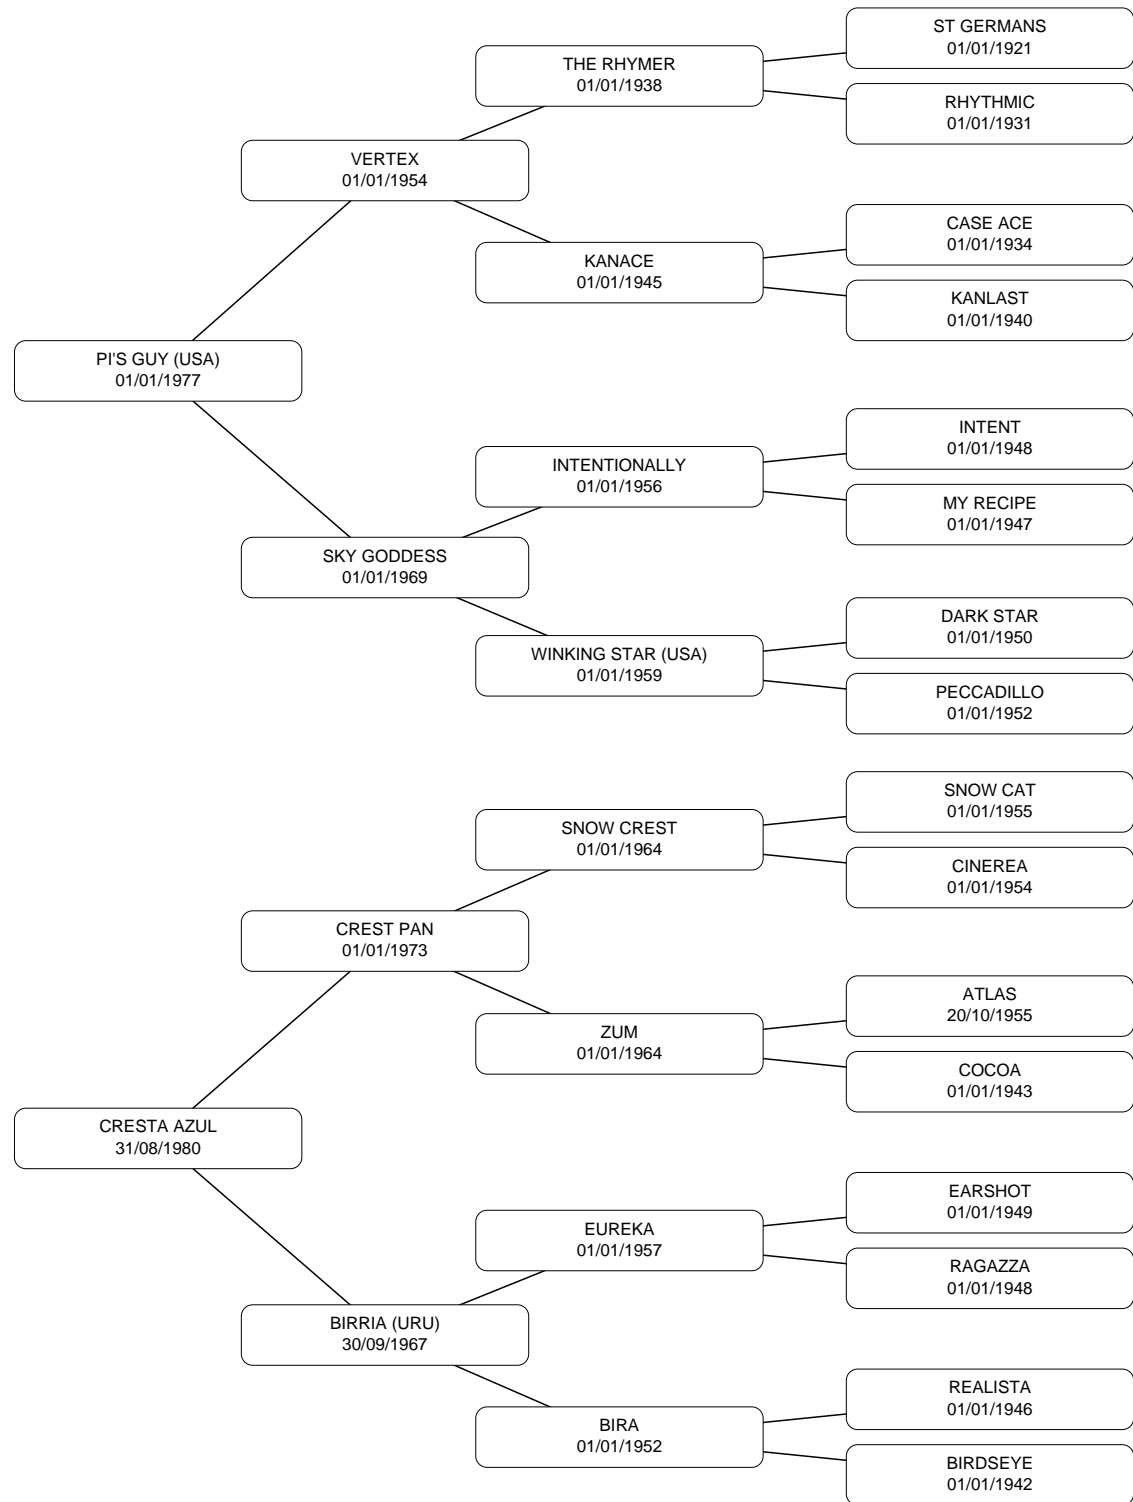 ST GERMANS
01/01/1921
THE RHYMER
01/01/1938
RHYTHMIC
01/01/1931
VERTEX
01/01/1954
CASE ACE
01/01/1934
KANACE
01/01/1945
KANLAST
01/01/1940
PI'S GUY (USA)
01/01/1977
INTENT
01/01/1948
INTENTIONALLY
01/01/1956
MY RECIPE
01/01/1947
SKY GODDESS
01/01/1969
DARK STAR
01/01/1950
WINKING STAR (USA)
01/01/1959
PECCADILLO
01/01/1952
SNOW CAT
01/01/1955
SNOW CREST
01/01/1964
CINEREA
01/01/1954
CREST PAN
01/01/1973
ATLAS
20/10/1955
ZUM
01/01/1964
COCOA
01/01/1943
CRESTA AZUL
31/08/1980
EARSHOT
01/01/1949
EUREKA
01/01/1957
RAGAZZA
01/01/1948
BIRRIA (URU)
30/09/1967
REALISTA
01/01/1946
BIRA
01/01/1952
BIRDSEYE
01/01/1942